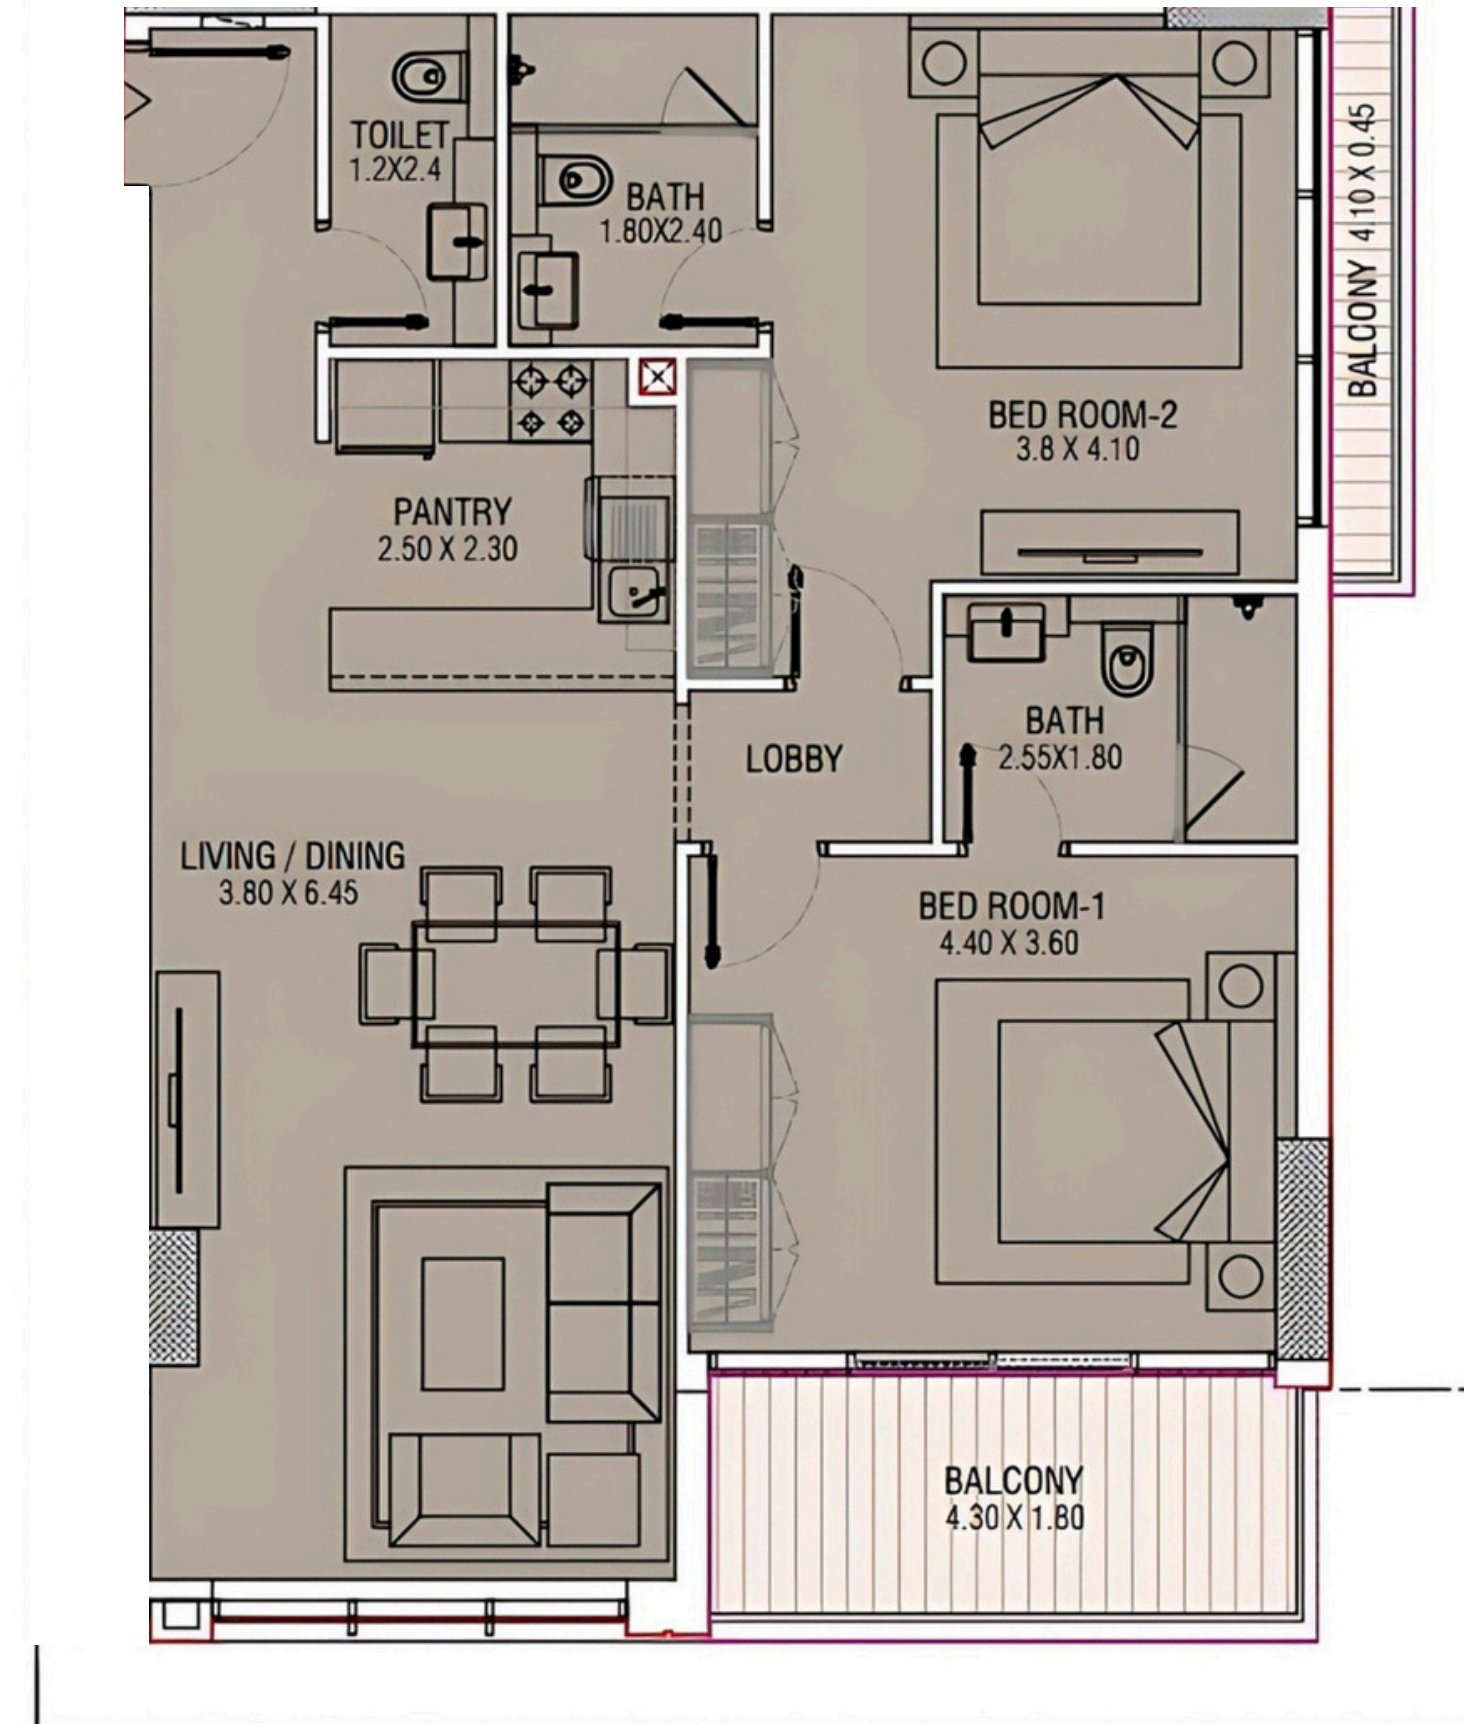 TOILET
1.2X2.4
BATH
1.80X2.40
BALCONY 4.10 X 0.45
BED ROOM-2
3.8 X 4.10
PANTRY
2.50 X 2.30
BATH
2.55X1.80
LOBBY
LIVING / DINING
3.80 X 6.45
BED ROOM-1
4.40 X 3.60
BALCONY
4.30 X 1.80